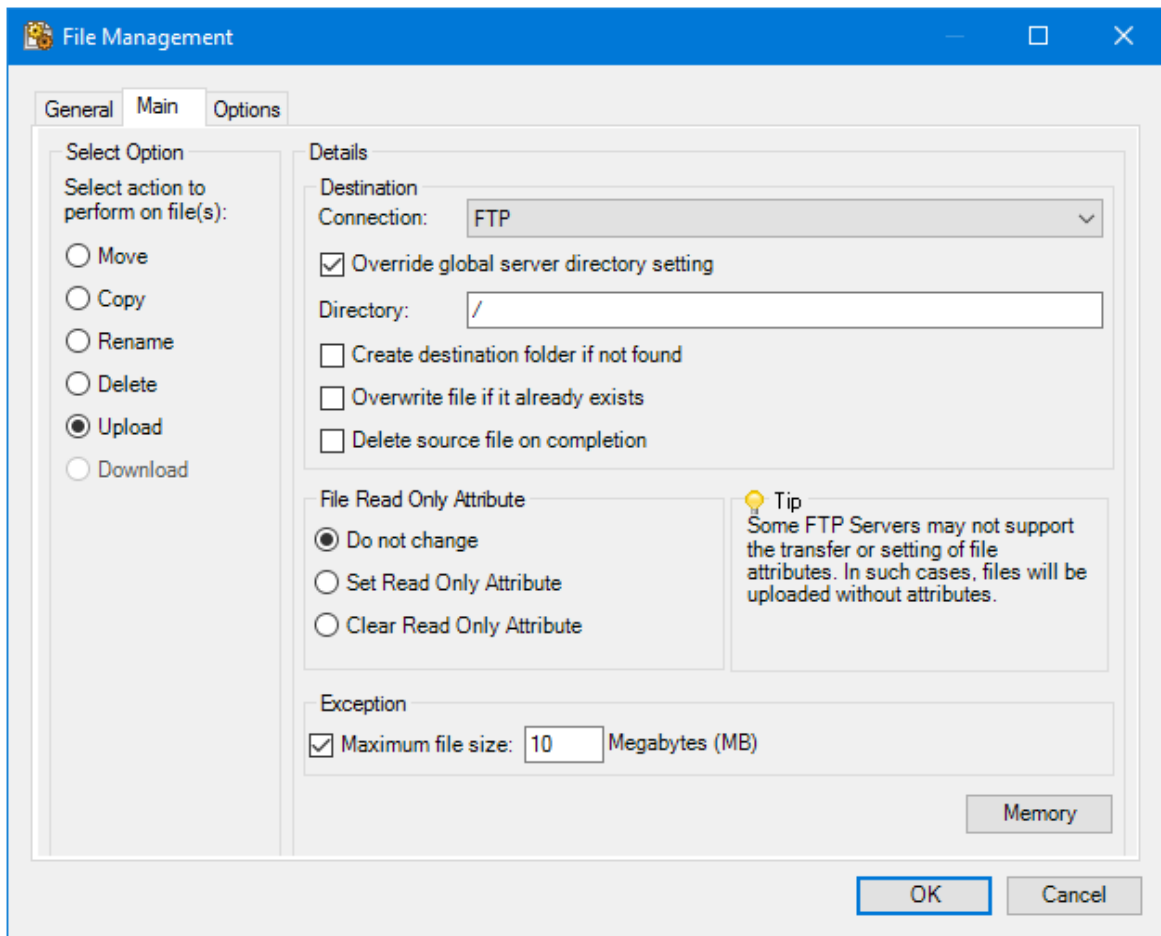 File Management
General Main Options
Select Option
Select action to
perform on file(s):
Move
Copy
Rename
Delete
Upload
Download
Details
Destination
Connection: FTP
Override global server directory setting
Directory: /
Create destination folder if not found
Overwrite file if it already exists
Delete source file on completion
File Read Only Attribute
Do not change
Set Read Only Attribute
Clear Read Only Attribute
Tip
Some FTP Servers may not support
the transfer or setting of file
attributes. In such cases, files will be
uploaded without attributes.
Exception
Maximum file size: 10 Megabytes (MB)
Memory
OK Cancel